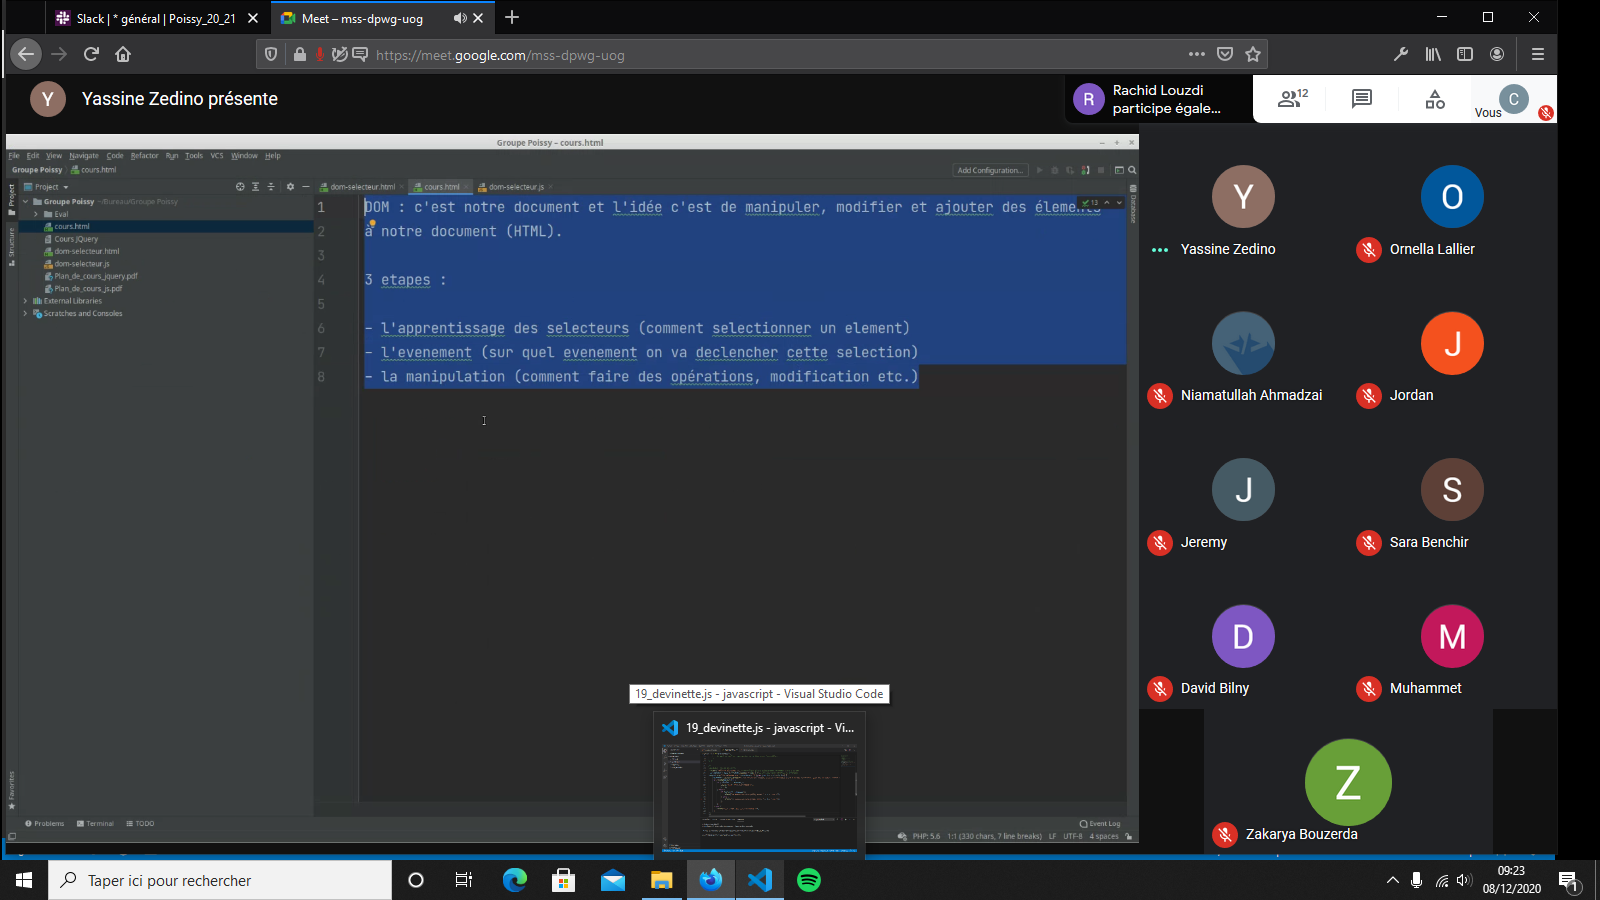 Slack | * général | Poissy_20_21
Meet – mss-dpwg-uog
https://meet.google.com/mss-dpwg-uog
Y
Yassine Zedino présente
R
Rachid Louzdi
participe égale...
12
Vous
C
Groupe Poissy – cours.html
File Edit View Navigate Code Refactor Run Tools VCS Window Help
Groupe Poissy cours.html
Add Configuration...
Project
dom-selecteur.html
cours.html
dom-selecteur.js
Project
Structure
Favorites
Database
Groupe Poissy ~/Bureau/Groupe Poissy
Eval
cours.html
Cours JQuery
dom-selecteur.html
dom-selecteur.js
Plan_de_cours_jquery.pdf
Plan_de_cours_js.pdf
External Libraries
Scratches and Consoles
13
1 DOM : c'est notre document et l'idée c'est de manipuler, modifier et ajouter des élements
2 à notre document (HTML).
3
4 3 etapes :
5
6 - l'apprentissage des selecteurs (comment selectionner un element)
7 - l'evenement (sur quel evenement on va declencher cette selection)
8 - la manipulation (comment faire des opérations, modification etc.)
Problems Terminal TODO
Event Log
PHP: 5.6 1:1 (330 chars, 7 line breaks) LF UTF-8 4 spaces
19_devinette.js - javascript - Visual Studio Code
19_devinette.js - javascript - Vi...
Y
Yassine Zedino
O
Ornella Lallier
Niamatullah Ahmadzai
J
Jordan
J
Jeremy
S
Sara Benchir
D
David Bilny
M
Muhammet
Z
Zakarya Bouzerda
Taper ici pour rechercher
09:23
08/12/2020
1